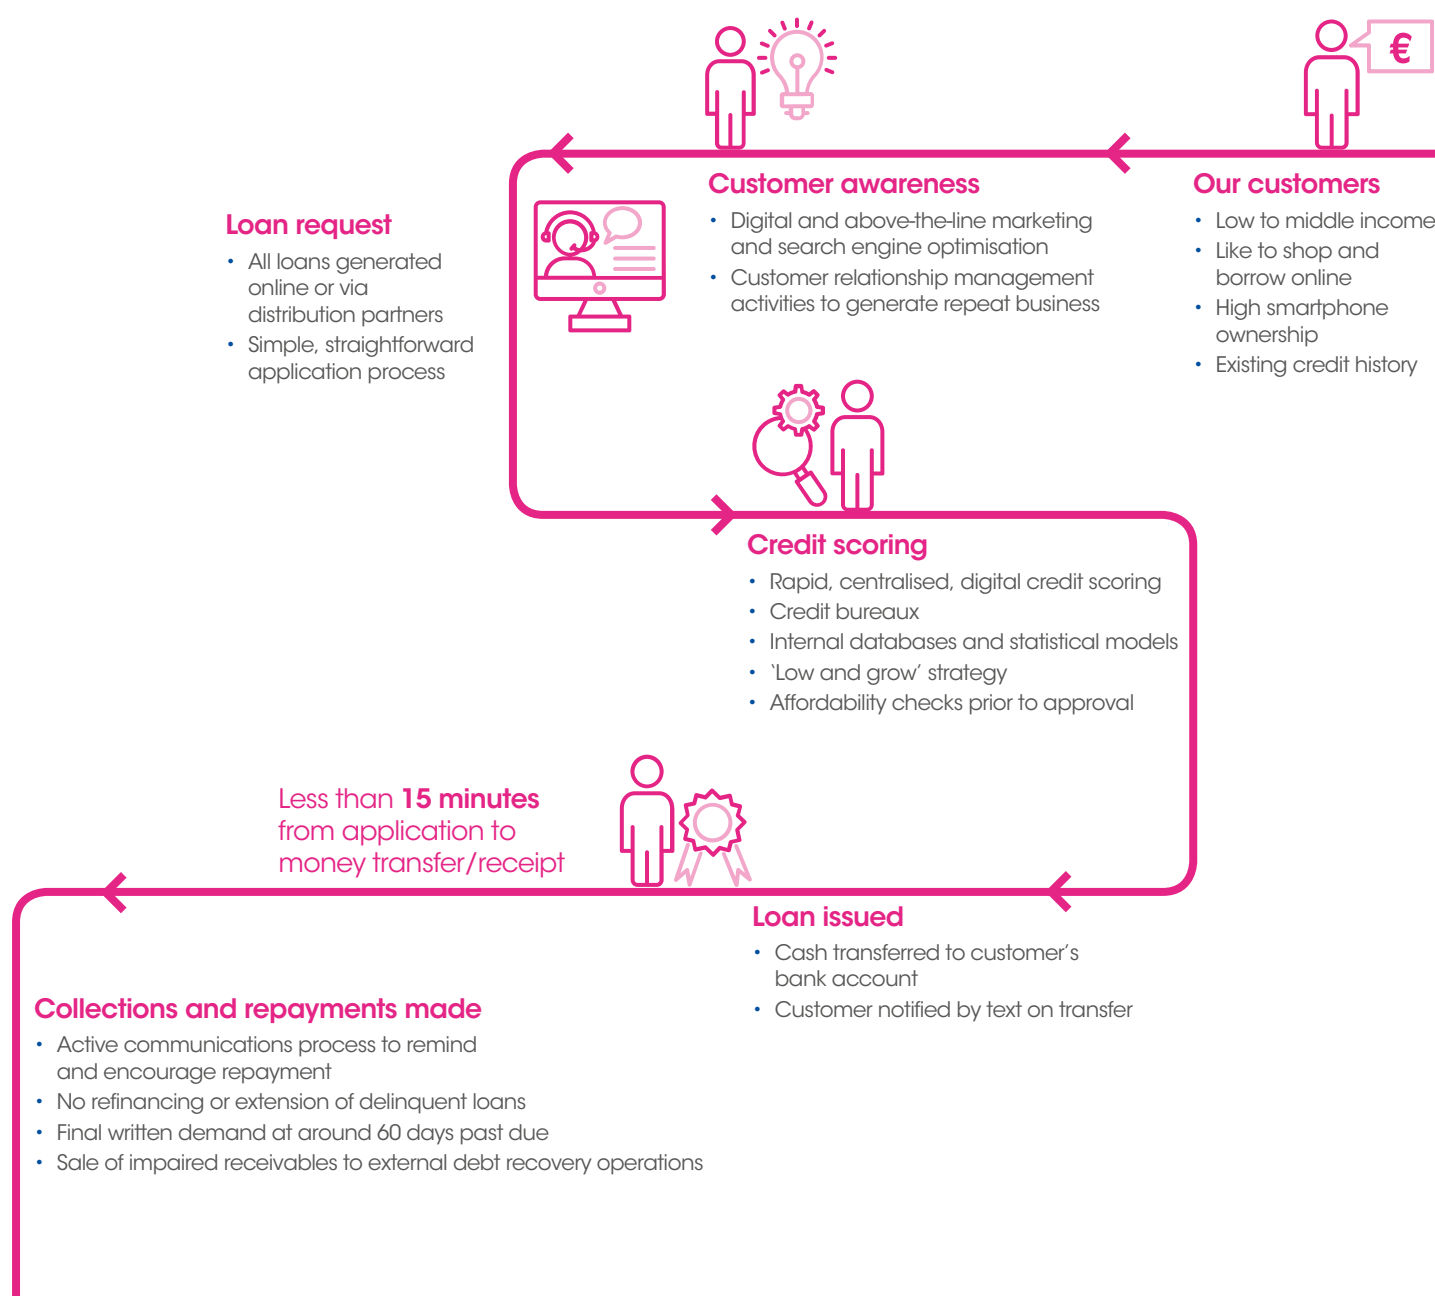 €
Our customers
• Low to middle income
• Like to shop and
borrow online
• High smartphone
ownership
• Existing credit history
Customer awareness
• Digital and above-the-line marketing
and search engine optimisation
• Customer relationship management
activities to generate repeat business
Loan request
• All loans generated
online or via
distribution partners
• Simple, straightforward
application process
Credit scoring
• Rapid, centralised, digital credit scoring
• Credit bureaux
• Internal databases and statistical models
• ‘Low and grow’ strategy
• Affordability checks prior to approval
Less than 15 minutes
from application to
money transfer/receipt
Loan issued
• Cash transferred to customer’s
bank account
• Customer notified by text on transfer
Collections and repayments made
• Active communications process to remind
and encourage repayment
• No refinancing or extension of delinquent loans
• Final written demand at around 60 days past due
• Sale of impaired receivables to external debt recovery operations